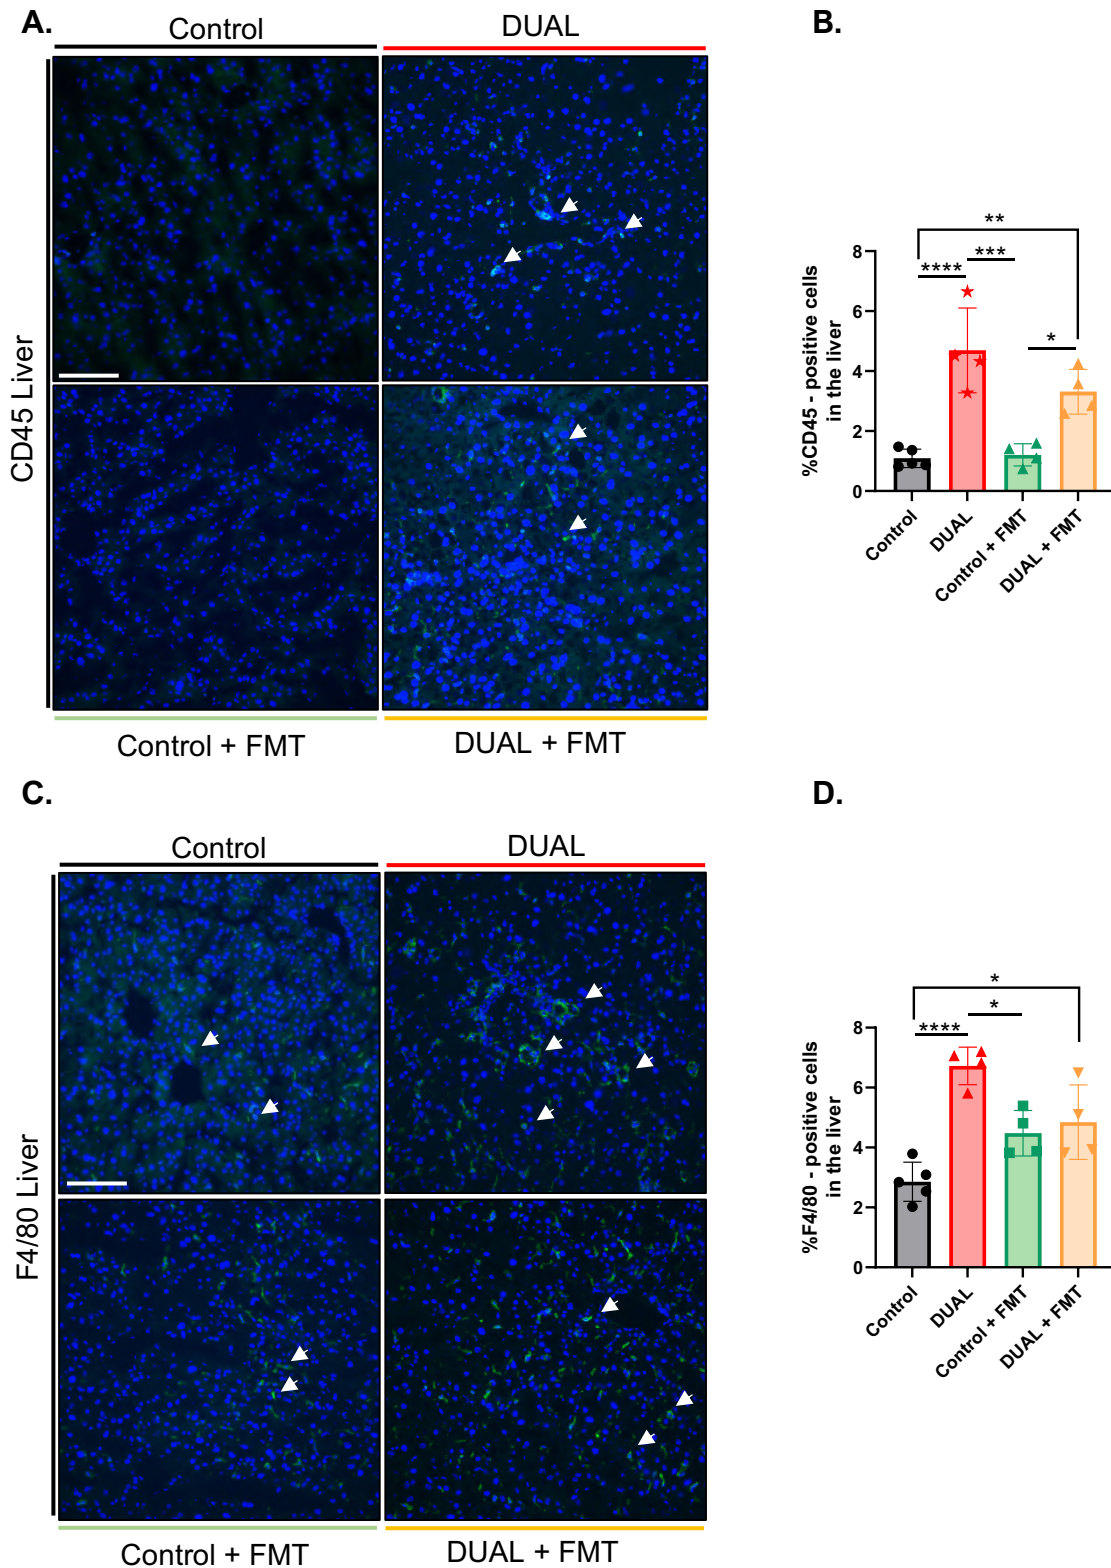 A.
Control
DUAL
CD45 Liver
Control + FMT
DUAL + FMT
B.
%CD45 - positive cells
in the liver
8
6
4
2
0
****
***
**
*
Control
DUAL
Control + FMT
DUAL + FMT
C.
Control
DUAL
F4/80 Liver
Control + FMT
DUAL + FMT
D.
%F4/80 - positive cells
in the liver
8
6
4
2
0
****
*
*
Control
DUAL
Control + FMT
DUAL + FMT